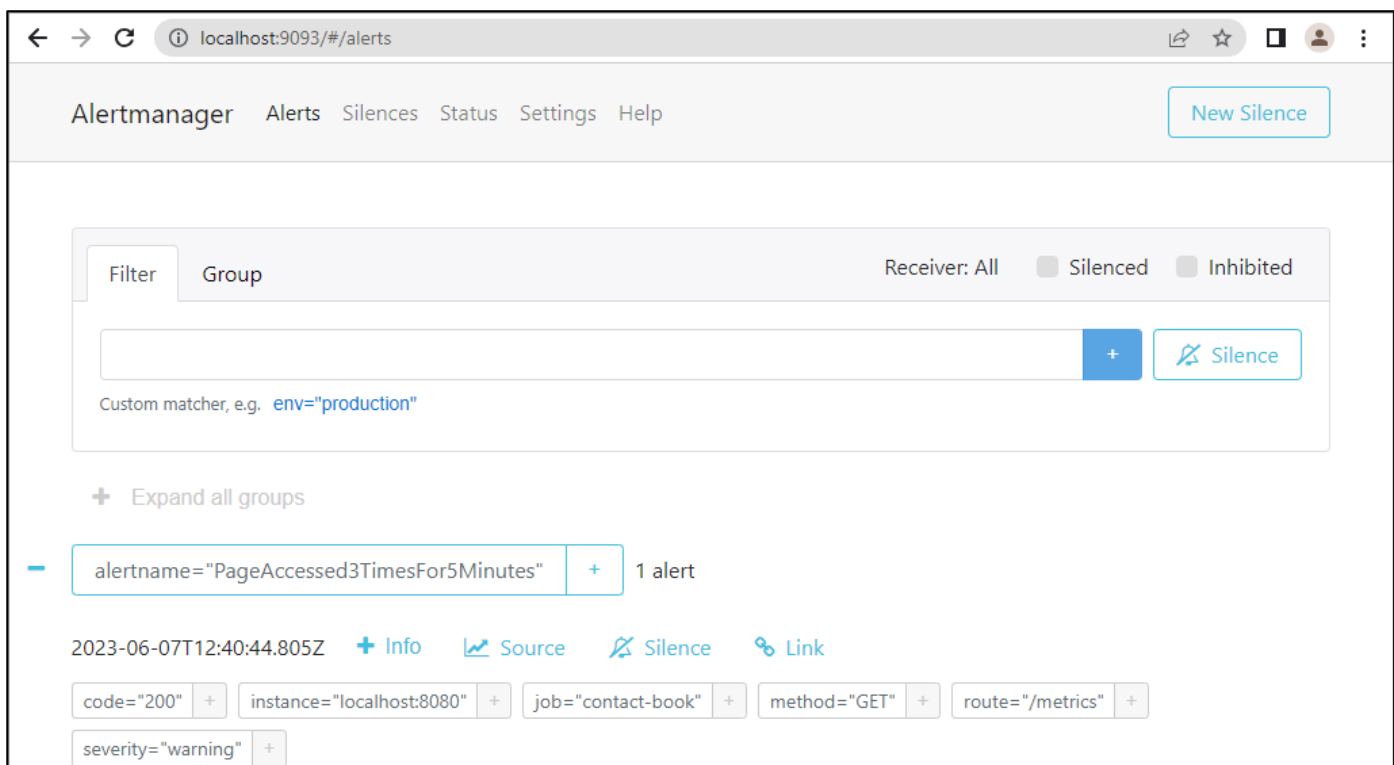 localhost:9093/#/alerts
Alertmanager Alerts Silences Status Settings Help New Silence
Filter Group Receiver: All Silenced Inhibited
+ Silence
Custom matcher, e.g. env="production"
+ Expand all groups
- alertname="PageAccessed3TimesFor5Minutes" + 1 alert
2023-06-07T12:40:44.805Z + Info Source Silence Link
code="200" + instance="localhost:8080" + job="contact-book" + method="GET" + route="/metrics" +
severity="warning" +